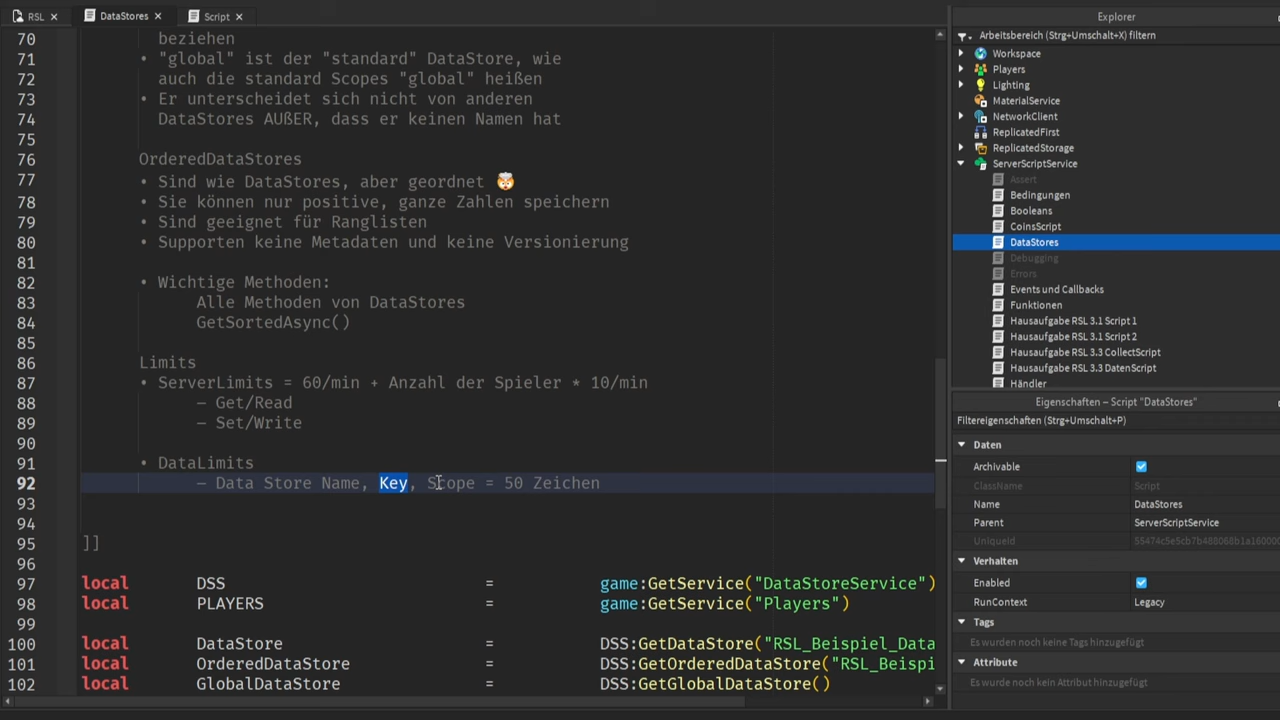 RSL
DataStores
Script
70 beziehen
71 • "global" ist der "standard" DataStore, wie
72 auch die standard Scopes "global" heißen
73 • Er unterscheidet sich nicht von anderen
74 DataStores AUßER, dass er keinen Namen hat
75
76 OrderedDataStores
77 • Sind wie DataStores, aber geordnet 🤯
78 • Sie können nur positive, ganze Zahlen speichern
79 • Sind geeignet für Ranglisten
80 • Supporten keine Metadaten und keine Versionierung
81
82 • Wichtige Methoden:
83 Alle Methoden von DataStores
84 GetSortedAsync()
85
86 Limits
87 • ServerLimits = 60/min + Anzahl der Spieler * 10/min
88 – Get/Read
89 – Set/Write
90
91 • DataLimits
92 – Data Store Name, Key, Scope = 50 Zeichen
93
94
95 ]]
96
97 local DSS = game:GetService("DataStoreService")
98 local PLAYERS = game:GetService("Players")
99
100 local DataStore = DSS:GetDataStore("RSL_Beispiel_Data
101 local OrderedDataStore = DSS:GetOrderedDataStore("RSL_Beispi
102 local GlobalDataStore = DSS:GetGlobalDataStore()
Explorer
Arbeitsbereich (Strg+Umschalt+X) filtern
Workspace
Players
Lighting
MaterialService
NetworkClient
ReplicatedFirst
ReplicatedStorage
ServerScriptService
Assert
Bedingungen
Booleans
CoinsScript
DataStores
Debugging
Errors
Events und Callbacks
Funktionen
Hausaufgabe RSL 3.1 Script 1
Hausaufgabe RSL 3.1 Script 2
Hausaufgabe RSL 3.3 CollectScript
Hausaufgabe RSL 3.3 DatenScript
Händler
Eigenschaften – Script "DataStores"
Filtereigenschaften (Strg+Umschalt+P)
Daten
Archivable
ClassName Script
Name DataStores
Parent ServerScriptService
UniqueId
Verhalten
Enabled
RunContext Legacy
Tags
Es wurden noch keine Tags hinzugefügt
Attribute
Es wurde noch kein Attribut hinzugefügt